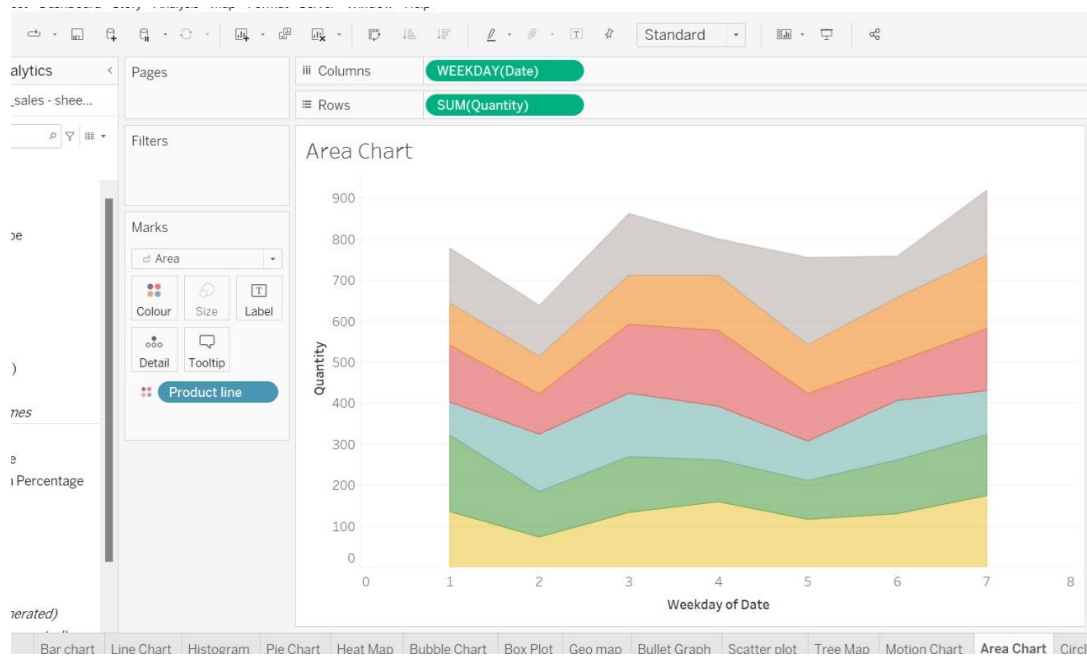 Standard
alytics
Pages
iii Columns
WEEKDAY(Date)
_sales - shee...
Rows
SUM(Quantity)
Filters
Area Chart
Marks
Area
Colour
Size
Label
Detail
Tooltip
Product line
)
nes
e
n Percentage
nerated)
Quantity
900
800
700
600
500
400
300
200
100
0
0
1
2
3
4
5
6
7
8
Weekday of Date
Bar chart
Line Chart
Histogram
Pie Chart
Heat Map
Bubble Chart
Box Plot
Geo map
Bullet Graph
Scatter plot
Tree Map
Motion Chart
Area Chart
Circl